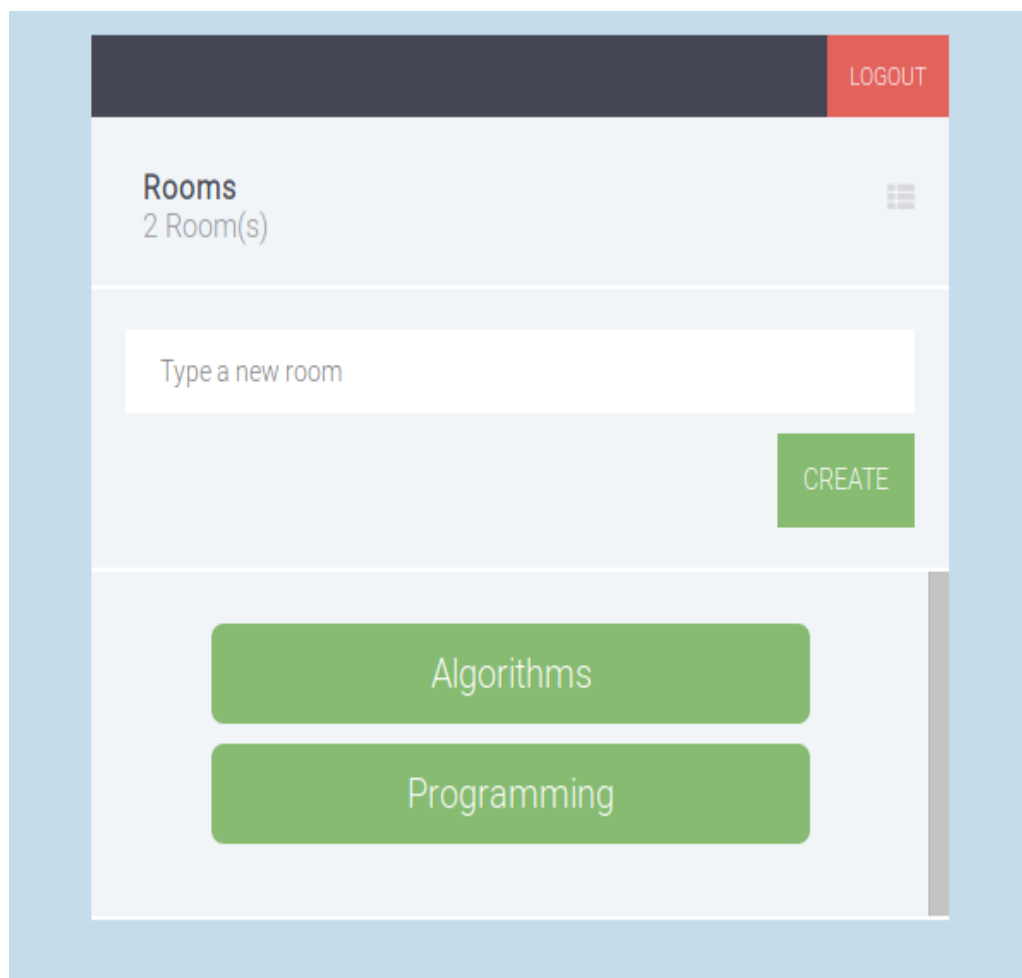 LOGOUT
Rooms
2 Room(s)
Type a new room
CREATE
Algorithms
Programming